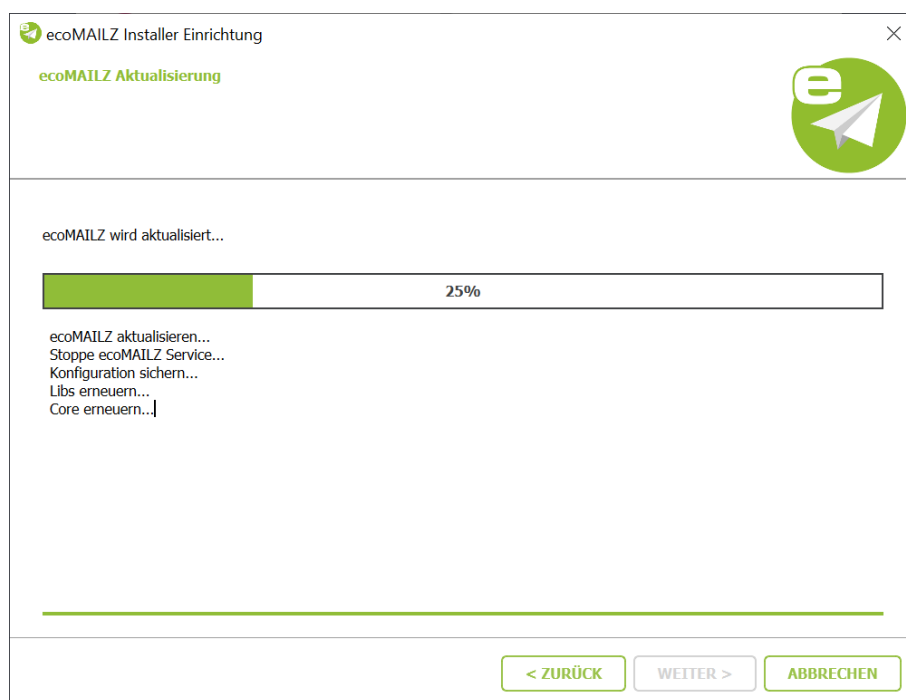 ecoMAILZ Installer Einrichtung
ecoMAILZ Aktualisierung
e
ecoMAILZ wird aktualisiert...
25%
ecoMAILZ aktualisieren...
Stoppe ecoMAILZ Service...
Konfiguration sichern...
Libs erneuern...
Core erneuern...
< ZURÜCK
WEITER >
ABBRECHEN